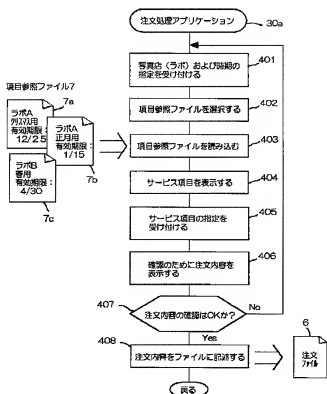 注文処理アプリケーション
30a
401
写真店（ラボ）および時期の
指定を受け付ける
402
項目参照ファイルを選択する
項目参照ファイル7
7a
ラボA
クリスマス用
有効期限：
12/25
ラボA
正月用
有効期限：
1/15
7b
ラボB
春用
有効期限：
4/30
7c
403
項目参照ファイルを読み込む
404
サービス項目を表示する
405
サービス項目の指定を
受け付ける
406
確認のために注文内容を
表示する
407
注文内容の確認はOKか？
No
Yes
408
注文内容をファイルに記述する
6
注文
ファイル
戻る